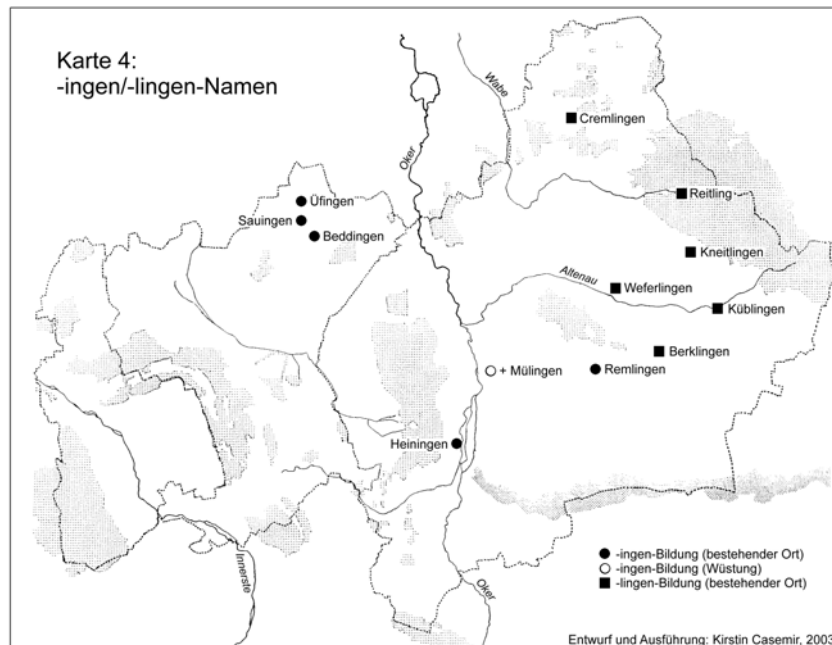 Karte 4:
-ingen/-lingen-Namen
Wabe
Cremlingen
Oker
Reitling
Üfingen
Sauingen
Beddingen
Kneitlingen
Altenau
Weferlingen
Küblingen
Berklingen
+ Mülingen
Remlingen
Heiningen
Innerste
Oker
-ingen-Bildung (bestehender Ort)
-ingen-Bildung (Wüstung)
-lingen-Bildung (bestehender Ort)
Entwurf und Ausführung: Kirstin Casemir, 2003